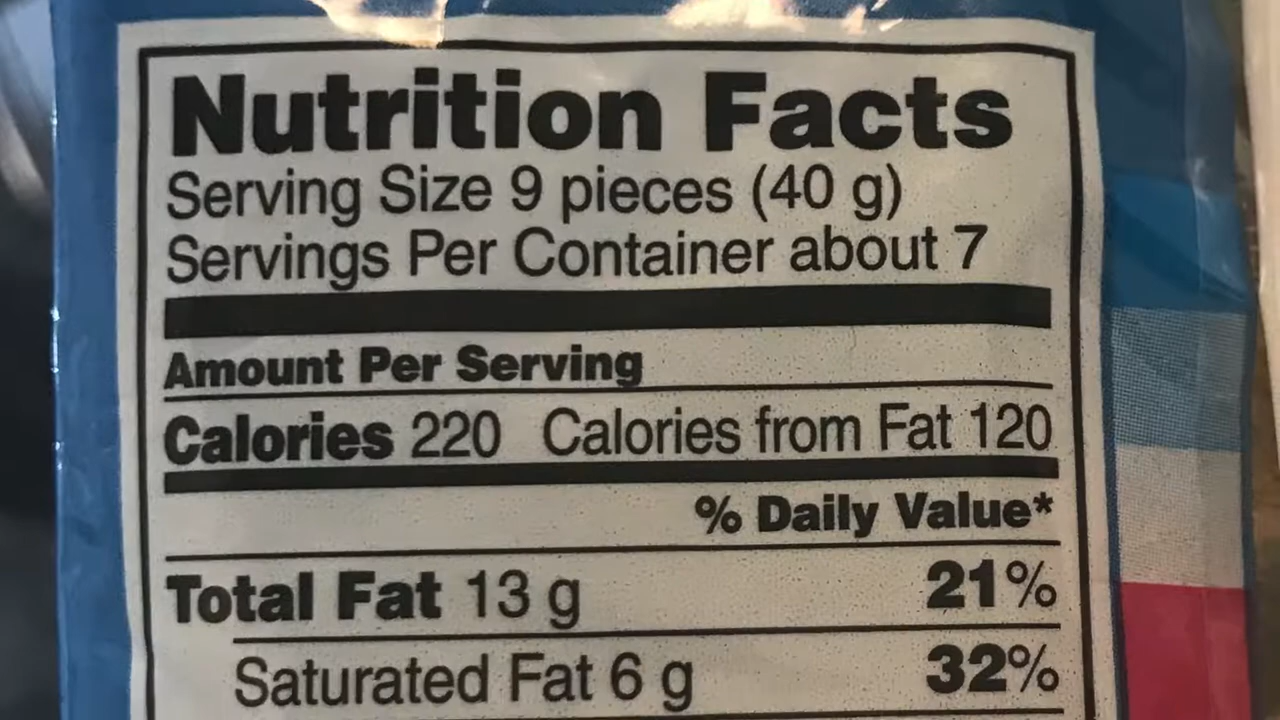 Nutrition Facts
Serving Size 9 pieces (40 g)
Servings Per Container about 7
Amount Per Serving
Calories 220 Calories from Fat 120
% Daily Value*
Total Fat 13 g 21%
Saturated Fat 6 g 32%